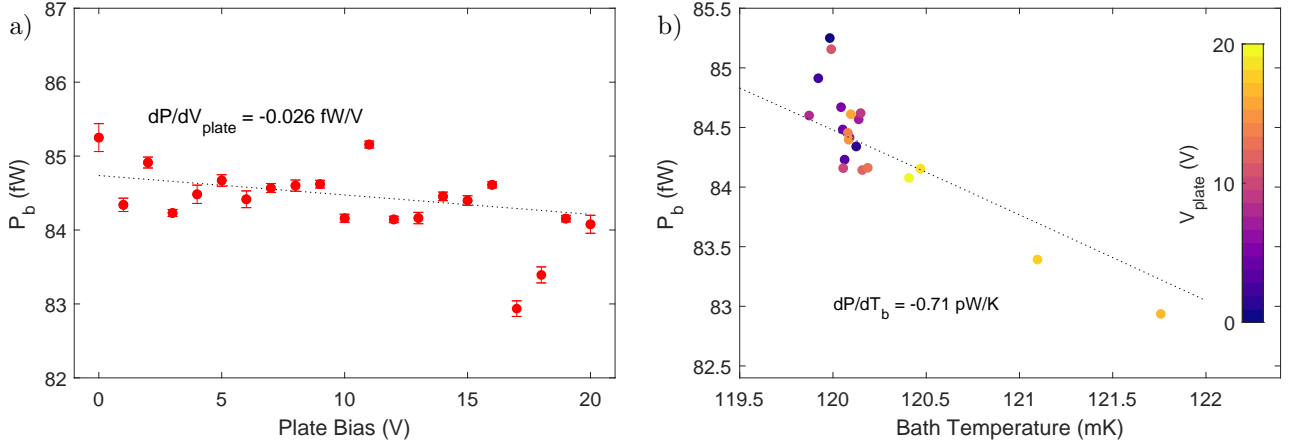 a)
87
86
85
84
83
82
P_b (fW)
dP/dV_plate = -0.026 fW/V
0 5 10 15 20
Plate Bias (V)
b)
85.5
85
84.5
84
83.5
83
82.5
P_b (fW)
dP/dT_b = -0.71 pW/K
119.5 120 120.5 121 121.5 122
Bath Temperature (mK)
20
10
0
V_plate (V)